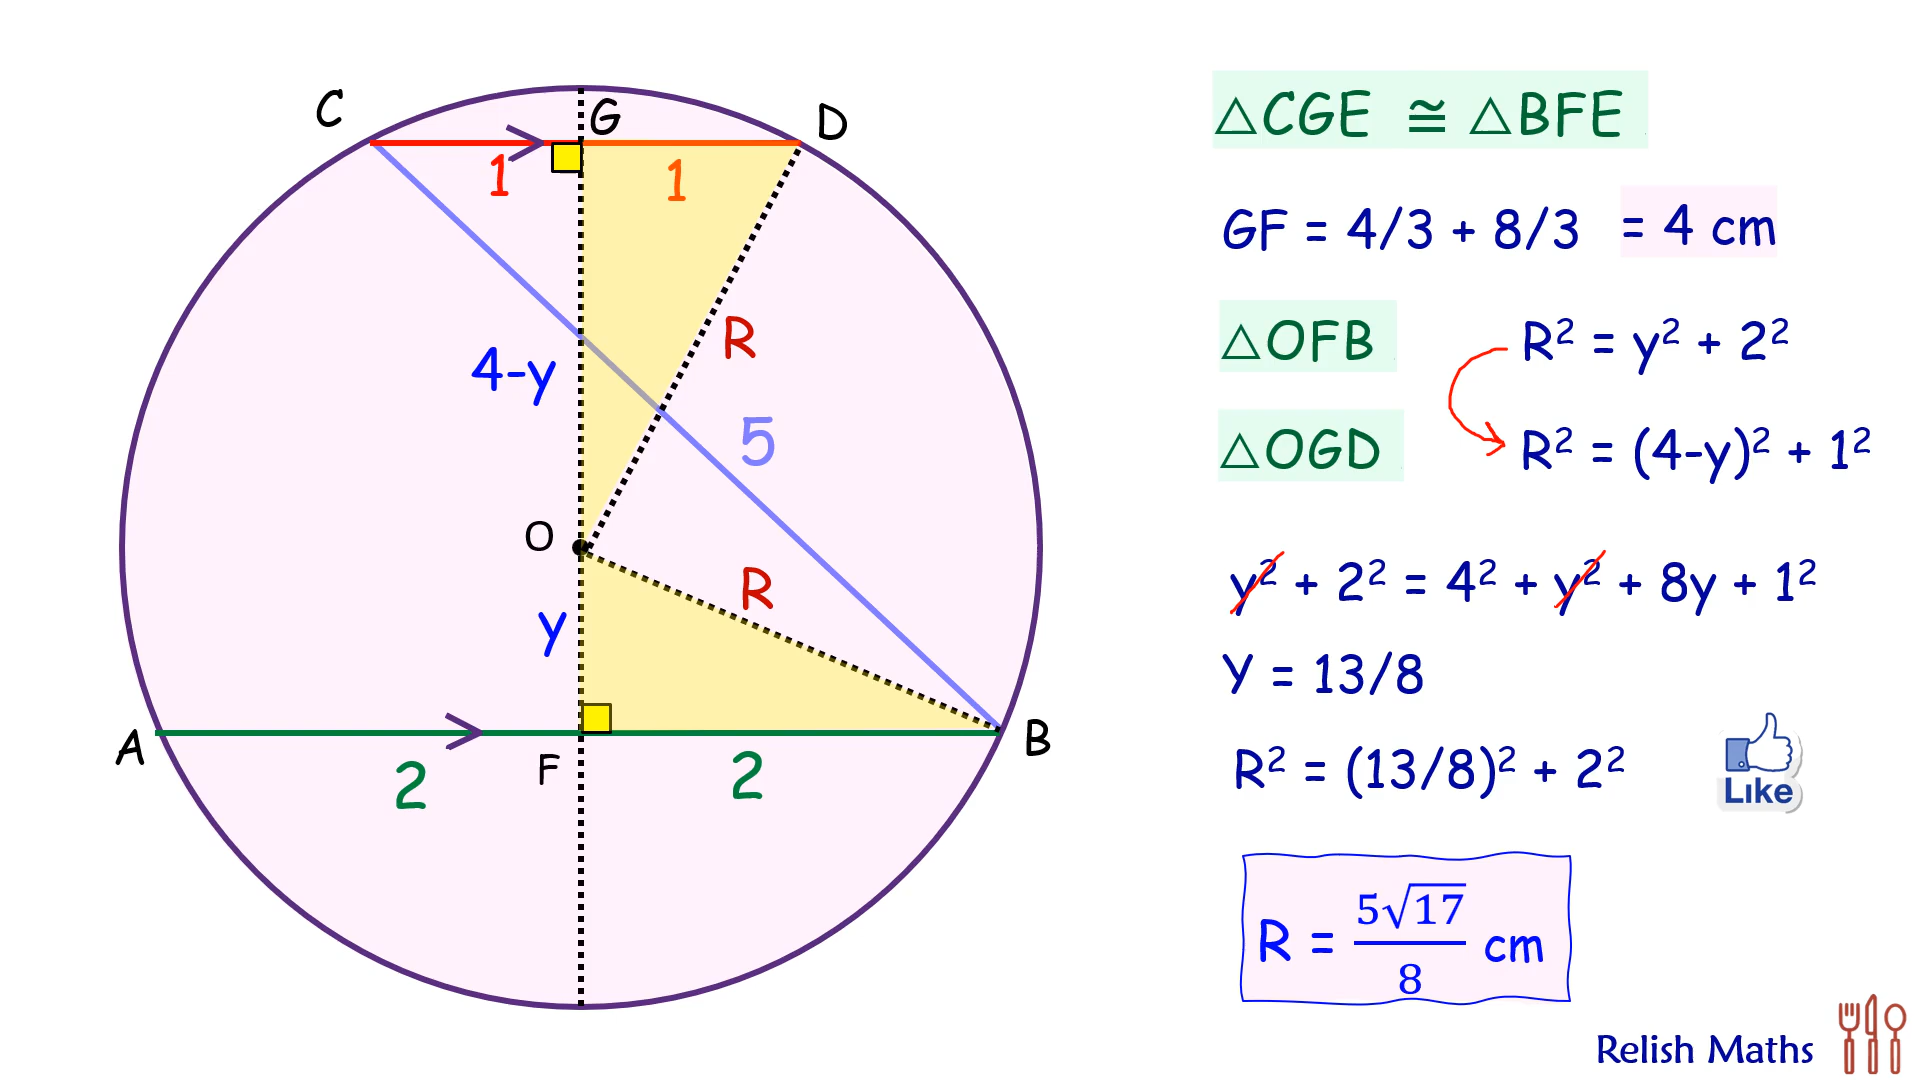 C
G
D
1
1
R
4-y
5
O
R
y
A
F
B
2
2
△CGE ≅ △BFE
GF = 4/3 + 8/3 = 4 cm
△OFB R² = y² + 2²
△OGD R² = (4-y)² + 1²
y² + 2² = 4² + y² + 8y + 1²
Y = 13/8
R² = (13/8)² + 2²
Like
R = 5√17/8 cm
Relish Maths